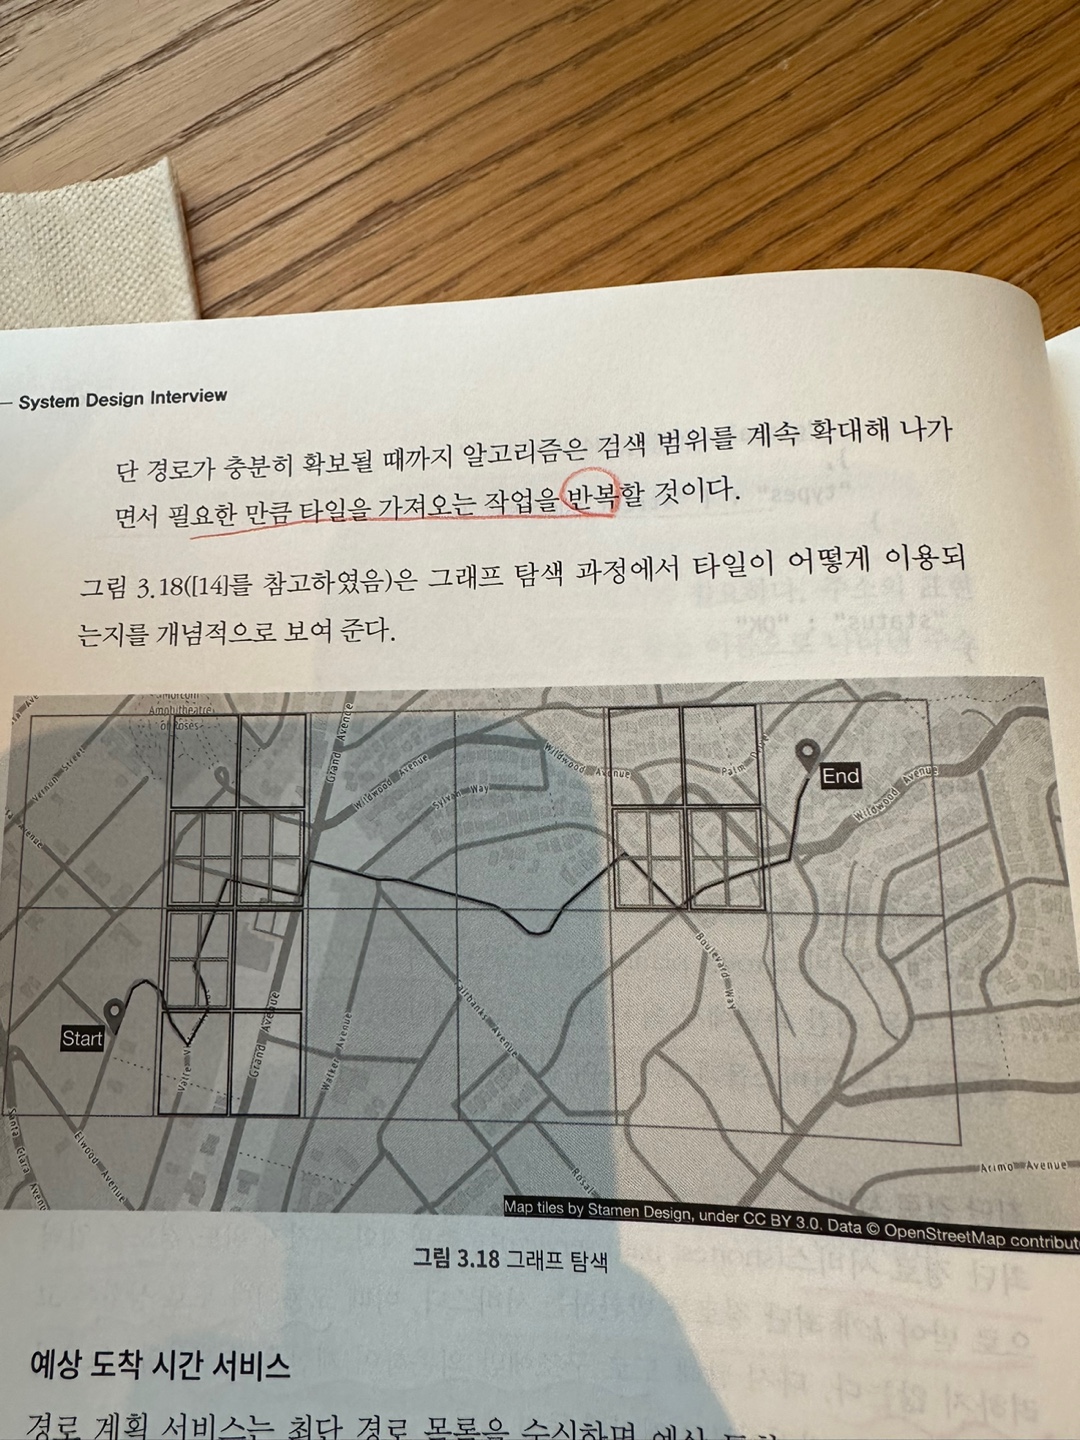 System Design Interview
단 경로가 충분히 확보될 때까지 알고리즘은 검색 범위를 계속 확대해 나가
면서 필요한 만큼 타일을 가져오는 작업을 반복할 것이다.
그림 3.18([14]를 참고하였음)은 그래프 탐색 과정에서 타일이 어떻게 이용되
는지를 개념적으로 보여 준다.
Amphitheatre
of Roses
Vernon Street
Grand Avenue
Wildwood Avenue
Sylvan Way
Wildwood Avenue
Palm Drive
End
Wildwood Avenue
Start
Grand Avenue
Walker Avenue
Fairbanks Avenue
Boulevard Way
Santa Clara Avenue
Elwood Avenue
Arimo Avenue
Map tiles by Stamen Design, under CC BY 3.0. Data © OpenStreetMap
그림 3.18 그래프 탐색
예상 도착 시간 서비스
경로 계획 서비스는 최단 경로 목록을 수신하면 예상